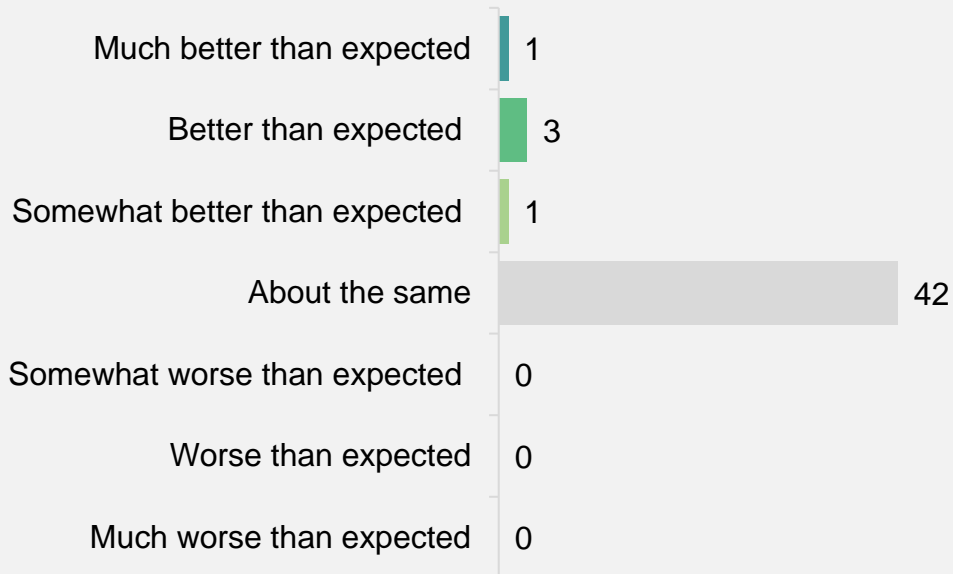 Much better than expected 1
Better than expected 3
Somewhat better than expected 1
About the same 42
Somewhat worse than expected 0
Worse than expected 0
Much worse than expected 0